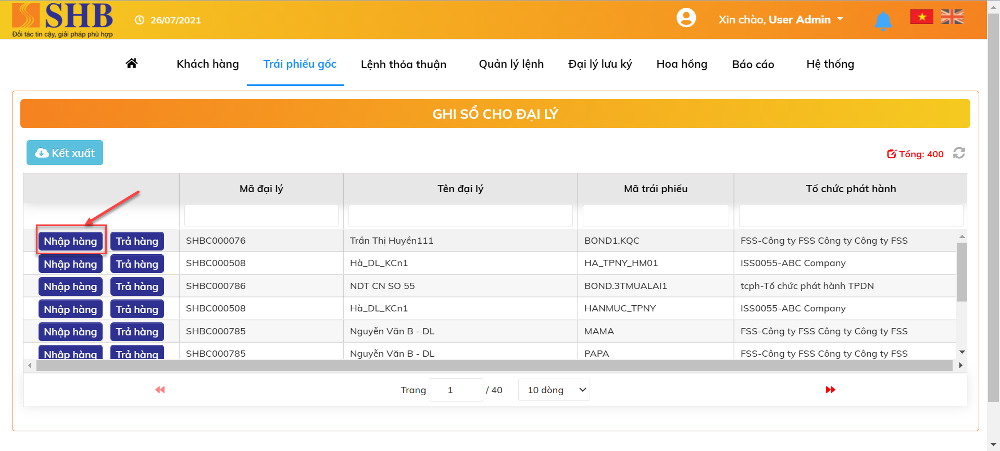 SHB
Đối tác tin cậy, giải pháp phù hợp
26/07/2021
Xin chào, User Admin
Khách hàng Trái phiếu gốc Lệnh thỏa thuận Quản lý lệnh Đại lý lưu ký Hoa hồng Báo cáo Hệ thống
GHI SỔ CHO ĐẠI LÝ
Kết xuất
Tổng: 400
Mã đại lý Tên đại lý Mã trái phiếu Tổ chức phát hành
Nhập hàng Trả hàng SHBC000076 Trần Thị Huyền111 BOND1.KQC FSS-Công ty FSS Công ty Công ty FSS
Nhập hàng Trả hàng SHBC000508 Hà_DL_KCn1 HA_TPNY_HM01 ISS0055-ABC Company
Nhập hàng Trả hàng SHBC000786 NDT CN SO 55 BOND.3TMUALAI1 tcph-Tổ chức phát hành TPDN
Nhập hàng Trả hàng SHBC000508 Hà_DL_KCn1 HANMUC_TPNY ISS0055-ABC Company
Nhập hàng Trả hàng SHBC000785 Nguyễn Văn B - DL MAMA FSS-Công ty FSS Công ty Công ty FSS
Nhập hàng Trả hàng SHBC000785 Nguyễn Văn B - DL PAPA FSS-Công ty FSS Công ty Công ty FSS
Trang 1 / 40 10 dòng